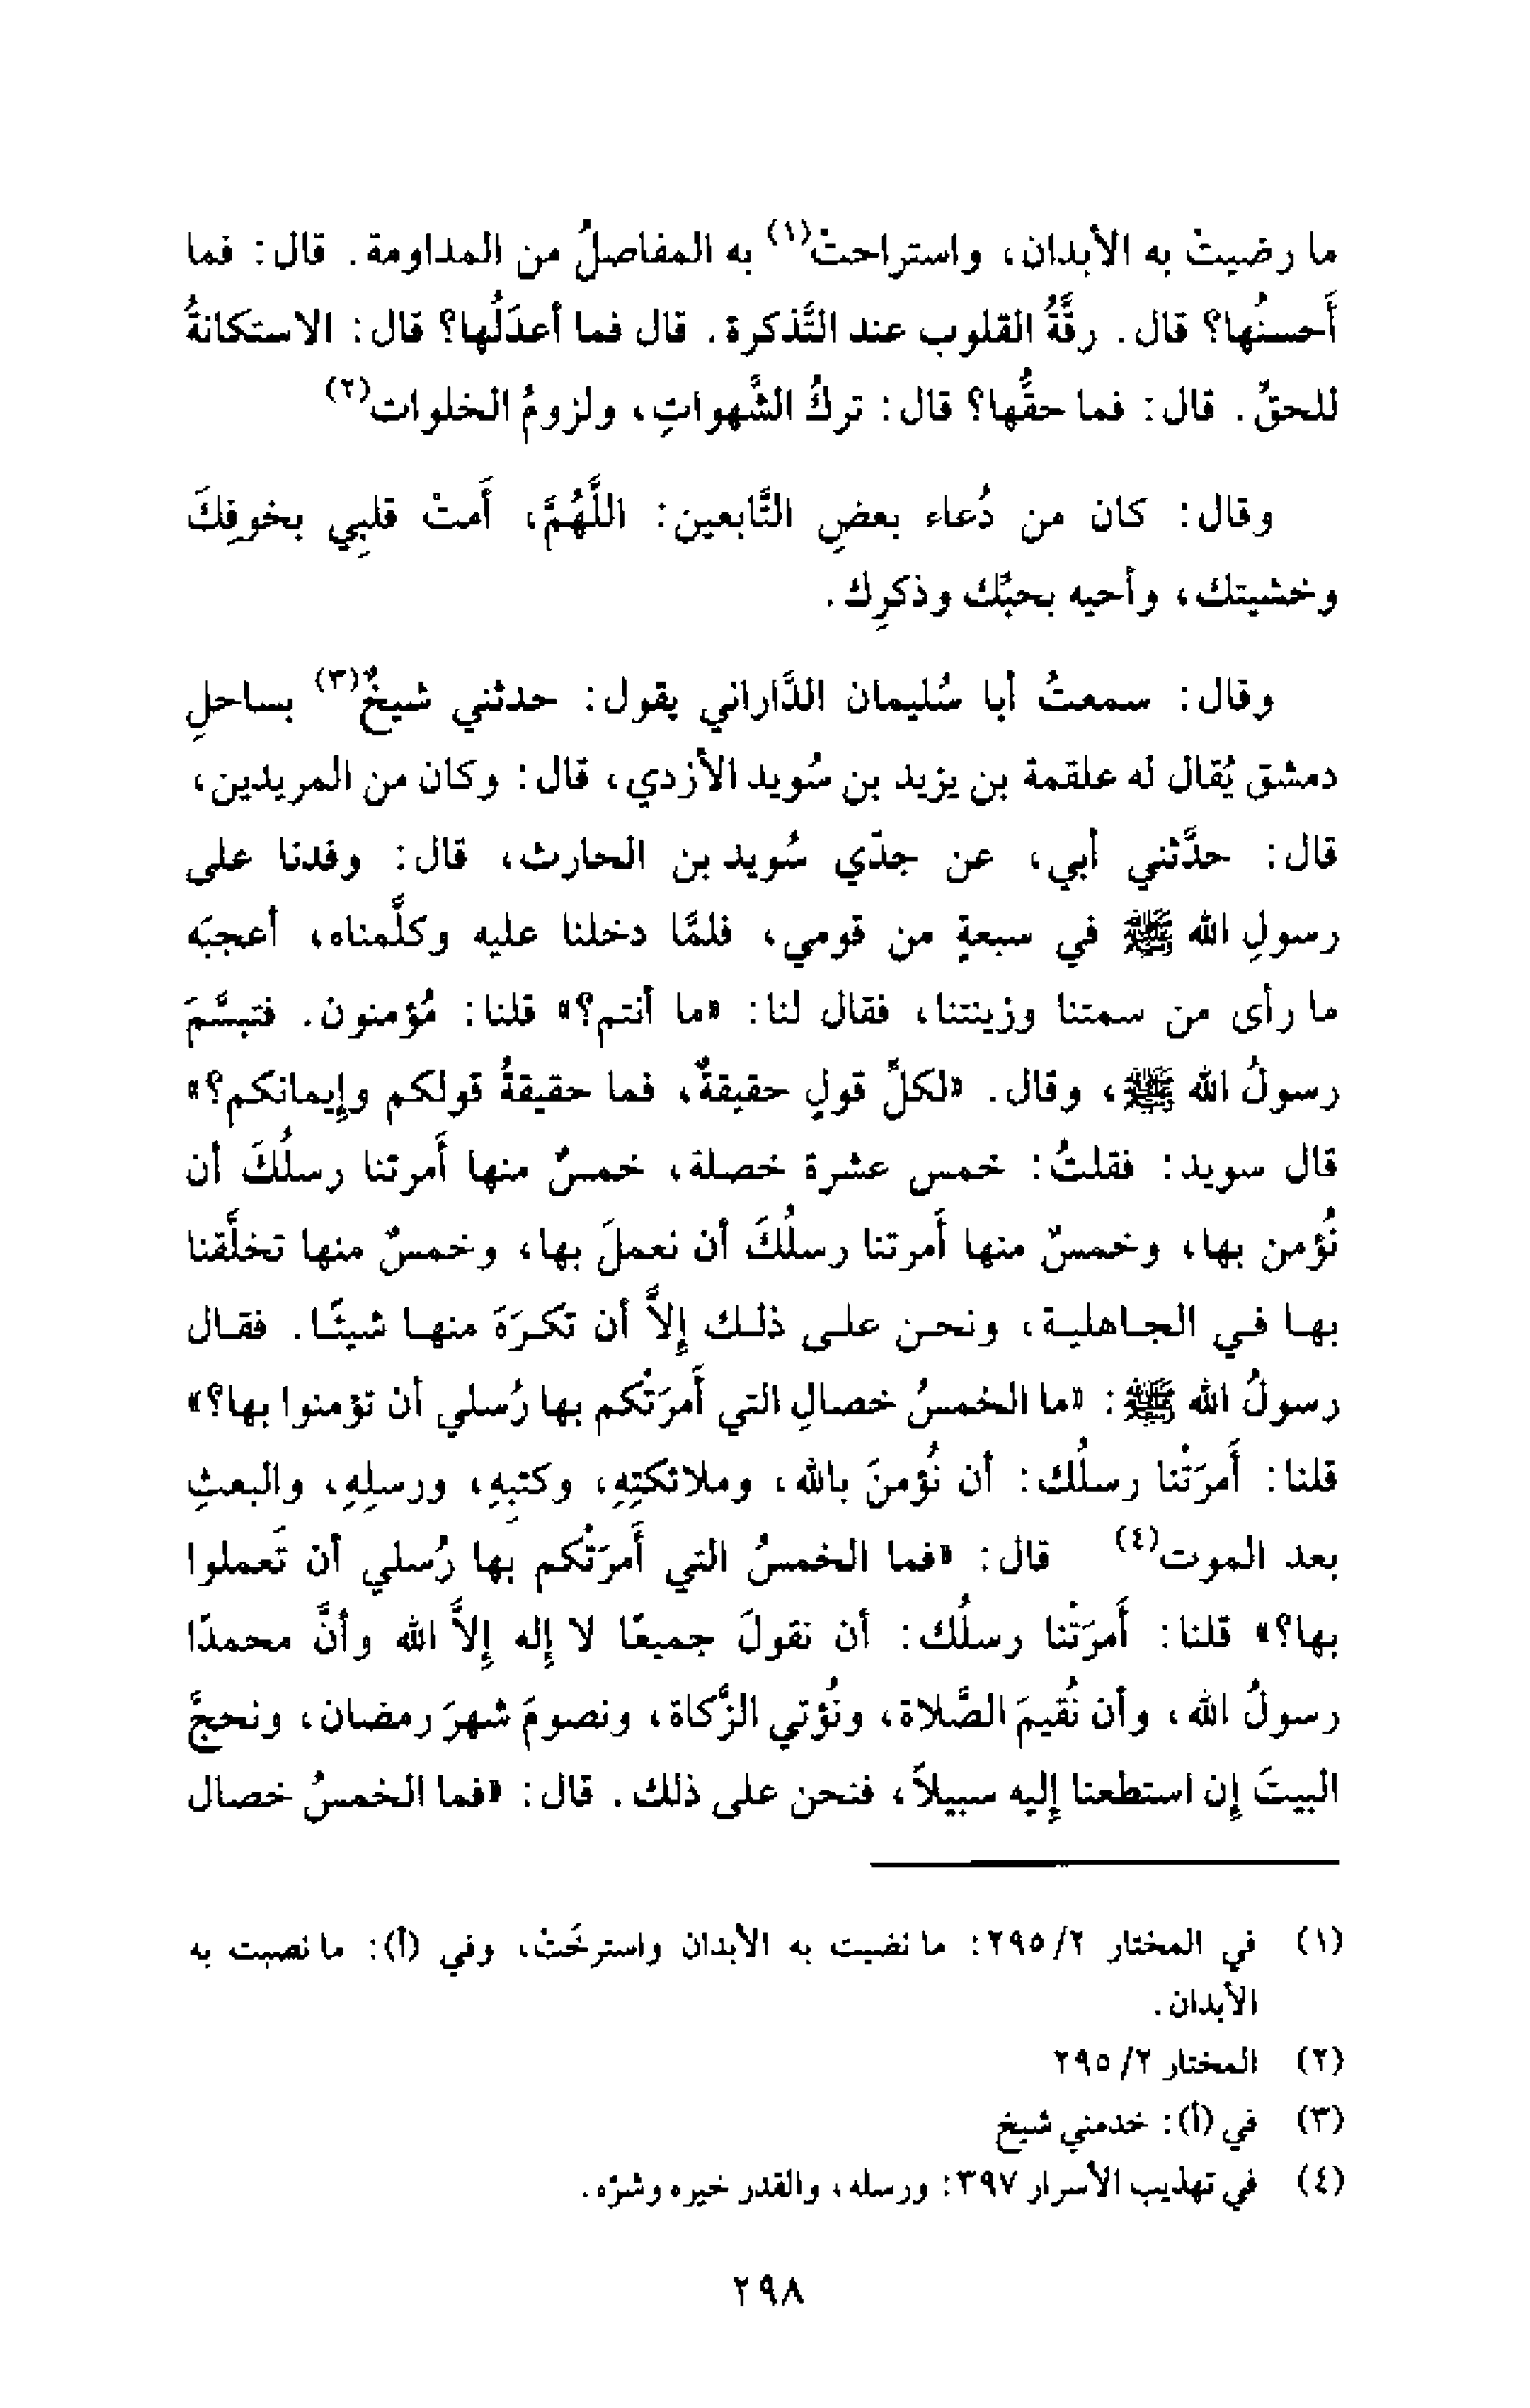 ما رضيتْ به الأبدان، واستراحتْ(١) به المفاصلُ من المداومة. قال: فما
أَحسنُها؟ قال. رقَّةُ القلوب عند التَّذكرة. قال فما أعدَلُها؟ قال: الاستكانةُ
للحقِّ. قال: فما حقُّها؟ قال: تركُ الشَّهواتِ، ولزومُ الخلوات(٢)
وقال: كان من دُعاء بعضِ التَّابعين: اللَّهُمَّ، أَمتْ قلبِي بخوفِكَ
وخشيتك، وأحيه بحبِّك وذكرِك.
وقال: سمعتُ أبا سُليمان الدَّاراني يقول: حدثني شيخٌ(٣) بساحلِ
دمشق يُقال له علقمة بن يزيد بن سُويد الأزدي، قال: وكان من المريدين،
قال: حدَّثني أبي، عن جدّي سُويد بن الحارث، قال: وفدنا على
رسولِ الله ﷺ في سبعةٍ من قومي، فلمَّا دخلنا عليه وكلَّمناه، أعجبَه
ما رأى من سمتنا وزينتنا، فقال لنا: «ما أنتم؟» قلنا: مُؤمنون. فتبسَّمَ
رسولُ الله ﷺ، وقال. «لكلِّ قولٍ حقيقةٌ، فما حقيقةُ قولكم وإيمانكم؟»
قال سويد: فقلتُ: خمس عشرة خصلة، خمسٌ منها أَمرتنا رسلُكَ أن
نُؤمن بها، وخمسٌ منها أَمرتنا رسلُكَ أن نعملَ بها، وخمسٌ منها تخلَّقنا
بها في الجاهلية، ونحن على ذلك إلاَّ أن تكرَهَ منها شيئًا. فقال
رسولُ الله ﷺ: «ما الخمسُ خصالِ التي أَمرَتْكم بها رُسلي أن تؤمنوا بها؟»
قلنا: أَمرَتْنا رسلُك: أن نُؤمنَ بالله، وملائكتِهِ، وكتبِهِ، ورسلِهِ، والبعثِ
بعد الموت(٤) قال: «فما الخمسُ التي أَمرَتْكم بها رُسلي أن تَعملوا
بها؟» قلنا: أَمرَتْنا رسلُك: أن نقولَ جميعًا لا إله إلاَّ الله وأنَّ محمدًا
رسولُ الله، وأن نُقيمَ الصَّلاة، ونُؤتي الزَّكاة، ونصومَ شهرَ رمضان، ونحجَّ
البيتَ إن استطعنا إليه سبيلاً، فنحن على ذلك. قال: «فما الخمسُ خصال
(١) في المختار ٢/ ٢٩٥: ما نضيت به الأبدان واسترخَتْ، وفي (أ): ما نصبت به
الأبدان.
(٢) المختار ٢/ ٢٩٥
(٣) في (أ): خدمني شيخ
(٤) في تهذيب الأسرار ٣٩٧: ورسله، والقدر خيره وشرّه.
٢٩٨